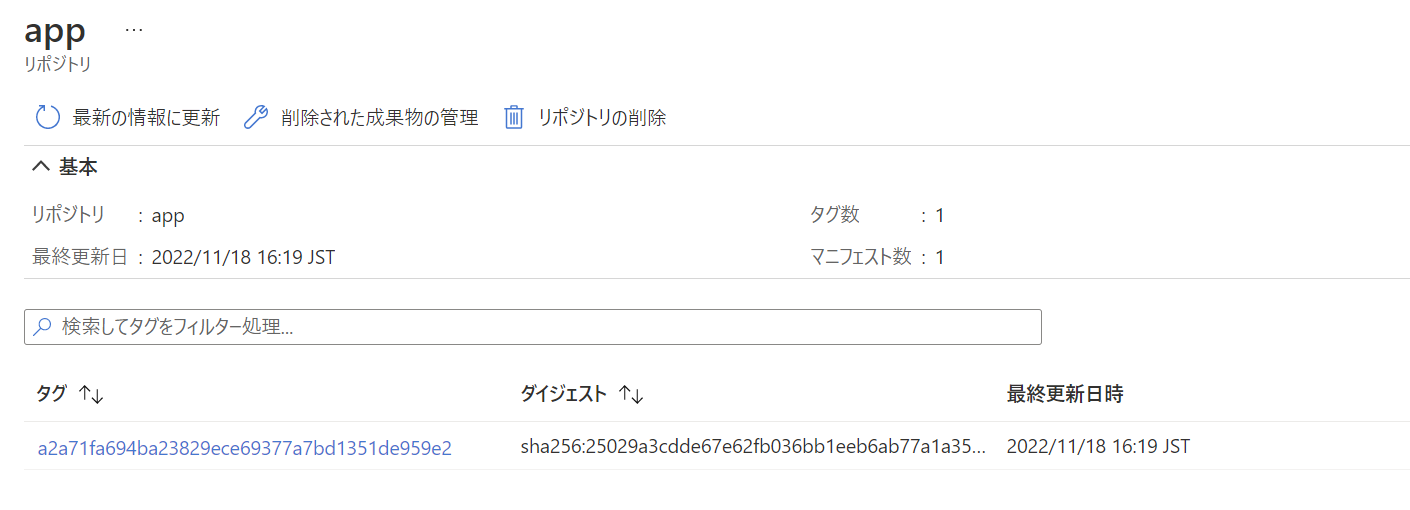 app ...
リポジトリ
最新の情報に更新 削除された成果物の管理 リポジトリの削除
基本
リポジトリ : app タグ数 : 1
最終更新日 : 2022/11/18 16:19 JST マニフェスト数 : 1
検索してタグをフィルター処理...
タグ ↑↓ ダイジェスト ↑↓ 最終更新日時
a2a71fa694ba23829ece69377a7bd1351de959e2 sha256:25029a3cdde67e62fb036bb1eeb6ab77a1a35... 2022/11/18 16:19 JST